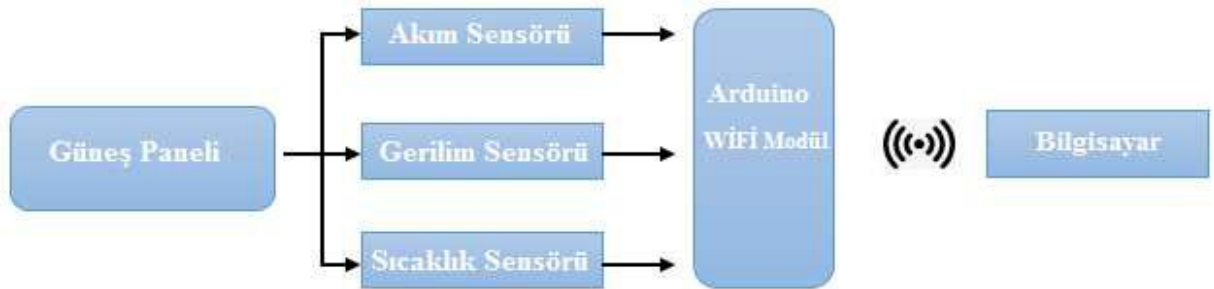 Güneş Paneli
Akım Sensörü
Gerilim Sensörü
Sıcaklık Sensörü
Arduino
WİFİ Modül
Bilgisayar